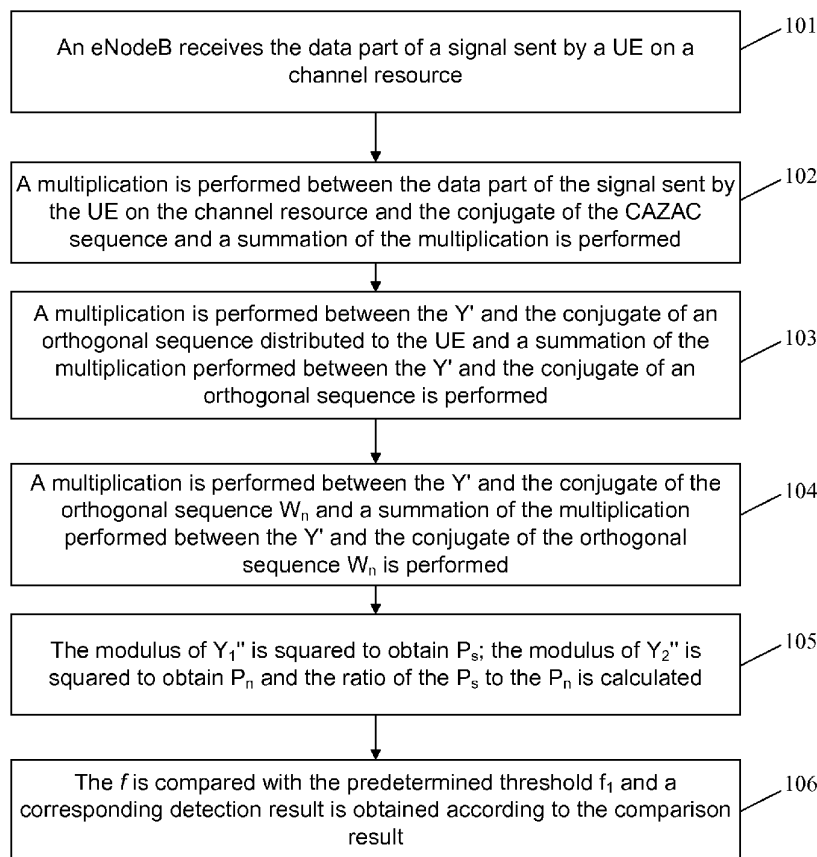 An eNodeB receives the data part of a signal sent by a UE on a
channel resource
101
A multiplication is performed between the data part of the signal sent by
the UE on the channel resource and the conjugate of the CAZAC
sequence and a summation of the multiplication is performed
102
A multiplication is performed between the Y' and the conjugate of an
orthogonal sequence distributed to the UE and a summation of the
multiplication performed between the Y' and the conjugate of an
orthogonal sequence is performed
103
A multiplication is performed between the Y' and the conjugate of the
orthogonal sequence Wn and a summation of the multiplication
performed between the Y' and the conjugate of the orthogonal
sequence Wn is performed
104
The modulus of Y1'' is squared to obtain Ps; the modulus of Y2'' is
squared to obtain Pn and the ratio of the Ps to the Pn is calculated
105
The f is compared with the predetermined threshold f1 and a
corresponding detection result is obtained according to the comparison
result
106